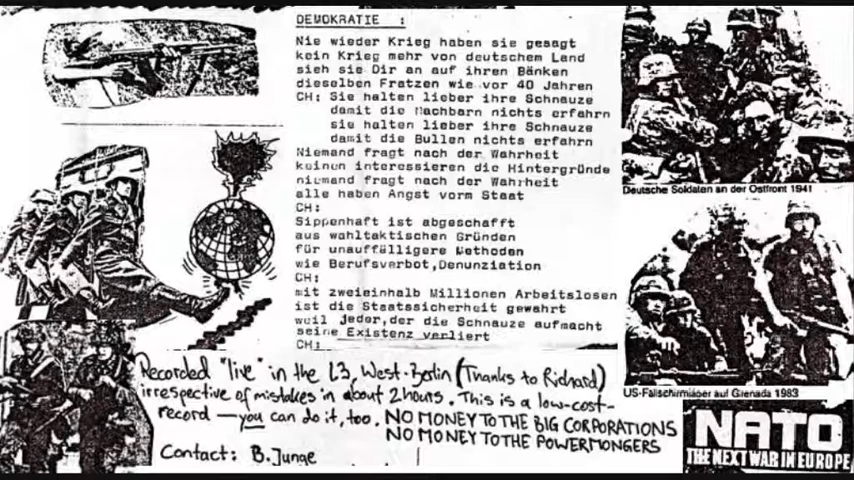 DEMOKRATIE :
Nie wieder Krieg haben sie gesagt
kein Krieg mehr von deutschem Land
sieh sie Dir an auf ihren Bänken
dieselben Fratzen wie vor 40 Jahren
CH: Sie halten lieber ihre Schnauze
damit die Nachbarn nichts erfahrn
sie halten lieber ihre Schnauze
damit die Bullen nichts erfahrn
Niemand fragt nach der Wahrheit
keinen interessieren die Hintergründe
niemand fragt nach der Wahrheit
alle haben Angst vorm Staat
CH:
Sippenhaft ist abgeschafft
aus wahltaktischen Gründen
für unauffälligere Methoden
wie Berufsverbot,Denunziation
CH:
mit zweieinhalb Millionen Arbeitslosen
ist die Staatssicherheit gewahrt
weil jeder,der die Schnauze aufmacht
seine Existenz verliert
CH:
Deutsche Soldaten an der Ostfront 1941
US-Fallschirmjäger auf Grenada 1983
Recorded "live" in the L3, West-Berlin (Thanks to Richard)
irrespective of mistakes in about 2 hours. This is a low-cost-
record — you can do it, too. NO MONEY TO THE BIG CORPORATIONS
NO MONEY TO THE POWERMONGERS
Contact: B.Junge
NATO
THE NEXT WAR IN EUROPE